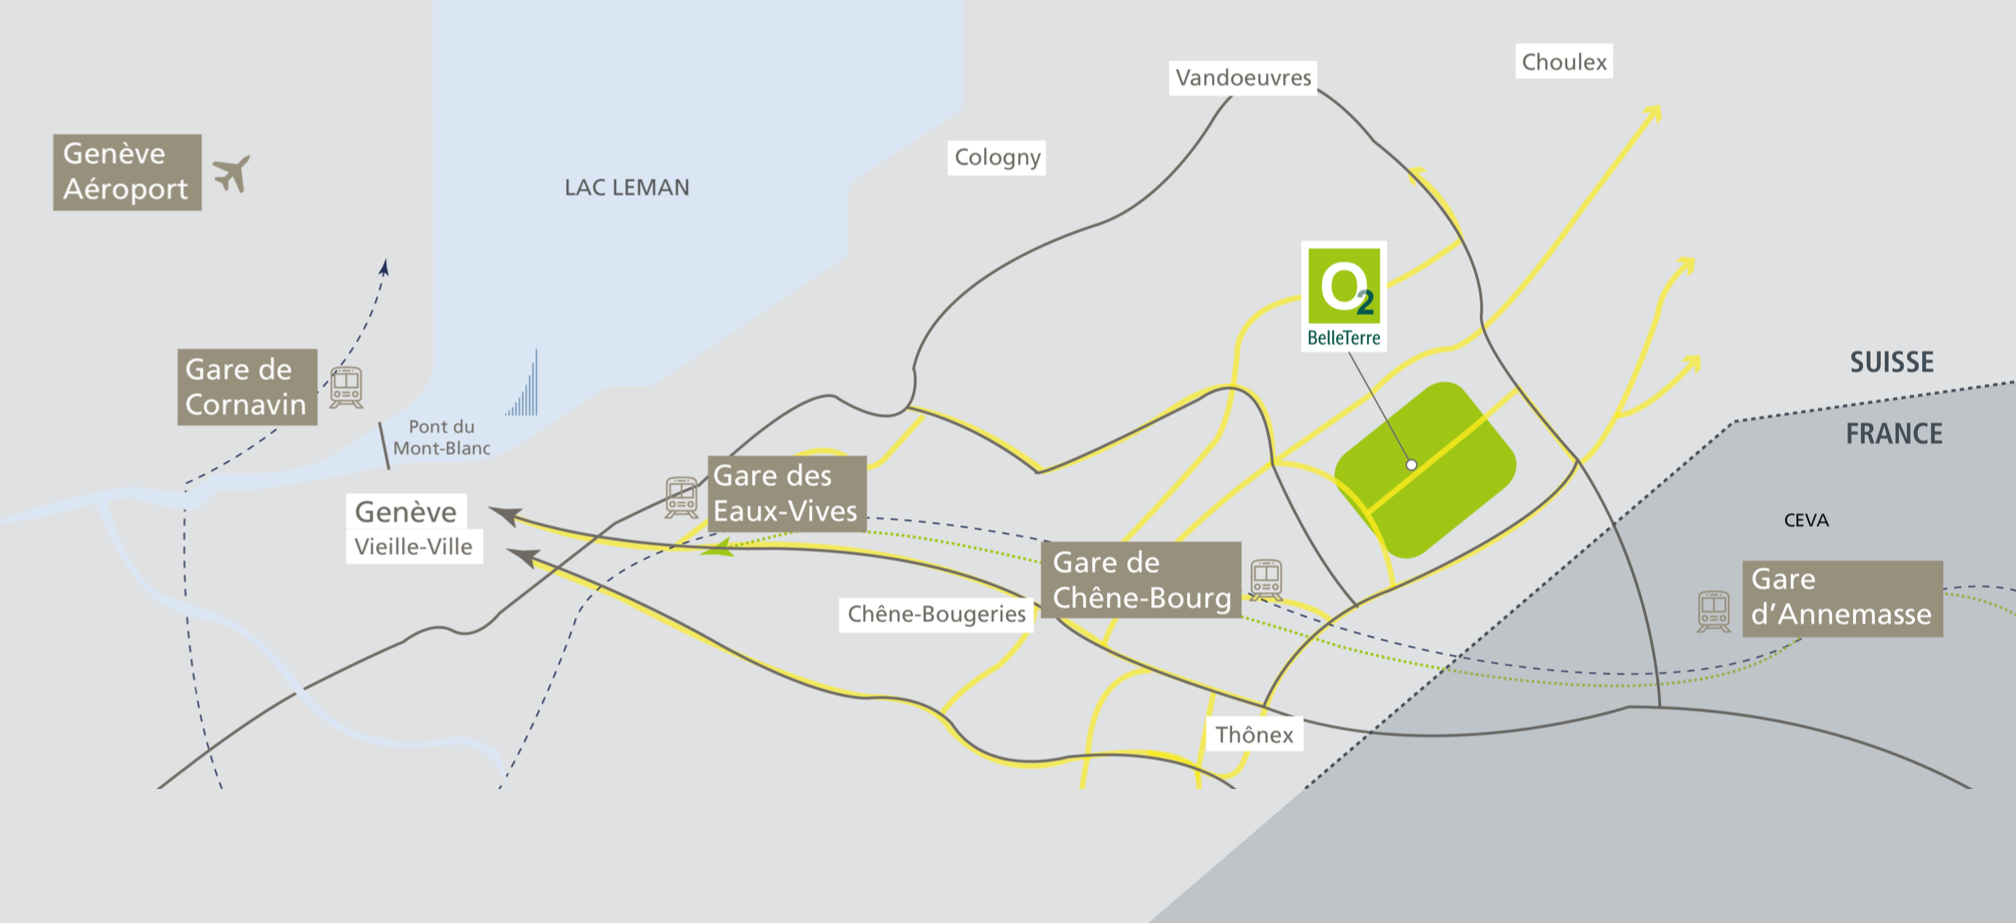 Choulex
Vandoeuvres
Cologny
Genève
Aéroport
LAC LEMAN
O2
BelleTerre
SUISSE
FRANCE
Gare de
Cornavin
Pont du
Mont-Blanc
Gare des
Eaux-Vives
Genève
Vieille-Ville
CEVA
Gare de
Chêne-Bourg
Gare
d'Annemasse
Chêne-Bougeries
Thônex